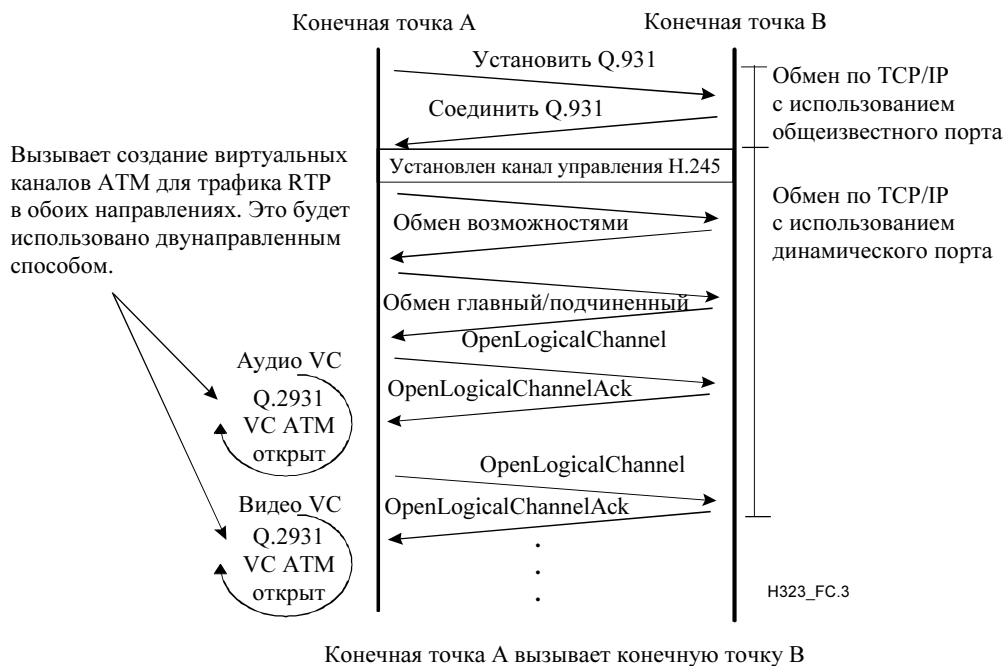 Конечная точка A
Конечная точка B
Установить Q.931
Соединить Q.931
Обмен по TCP/IP
с использованием
общеизвестного порта
Вызывает создание виртуальных
каналов ATM для трафика RTP
в обоих направлениях. Это будет
использовано двунаправленным
способом.
Установлен канал управления H.245
Обмен возможностями
Обмен по TCP/IP
с использованием
динамического порта
Обмен главный/подчиненный
OpenLogicalChannel
Аудио VC
Q.2931
VC ATM
открыт
OpenLogicalChannelAck
OpenLogicalChannel
Видео VC
Q.2931
VC ATM
открыт
OpenLogicalChannelAck
H323_FC.3
Конечная точка A вызывает конечную точку B